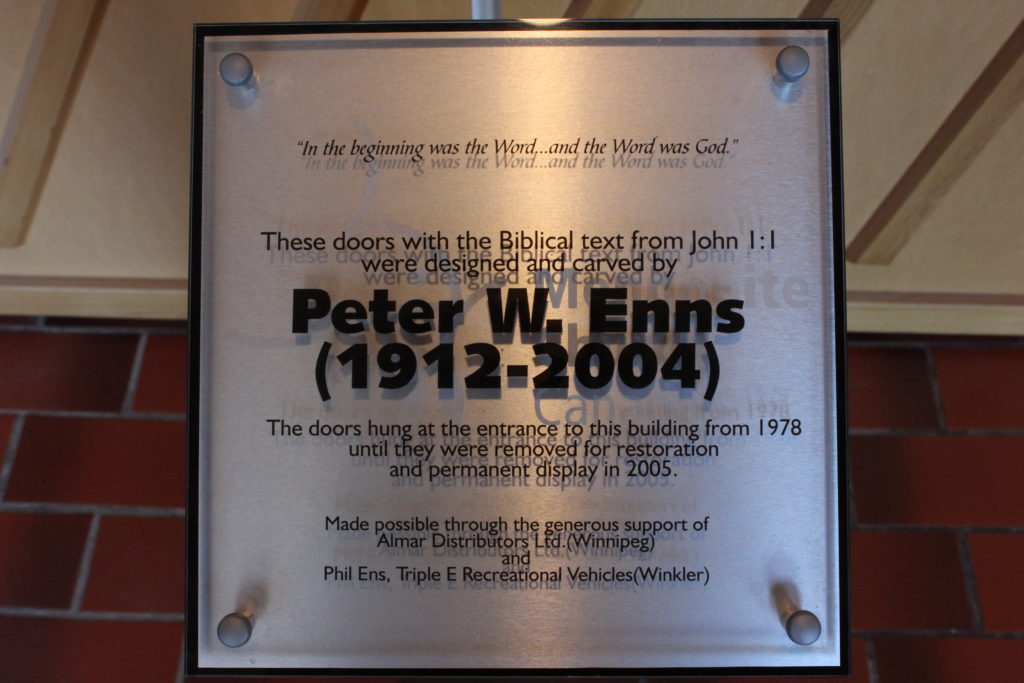 "In the beginning was the Word...and the Word was God."
These doors with the Biblical text from John 1:1
were designed and carved by
Peter W. Enns
(1912-2004)
The doors hung at the entrance to this building from 1978
until they were removed for restoration
and permanent display in 2005.
Made possible through the generous support of
Almar Distributors Ltd.(Winnipeg)
and
Phil Ens, Triple E Recreational Vehicles(Winkler)